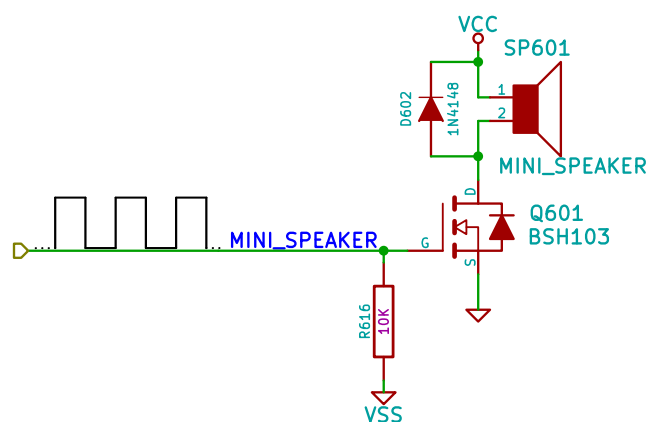 VCC
SP601
D602
1N4148
1
2
MINI_SPEAKER
D
Q601
BSH103
MINI_SPEAKER
G
S
R616
10K
VSS